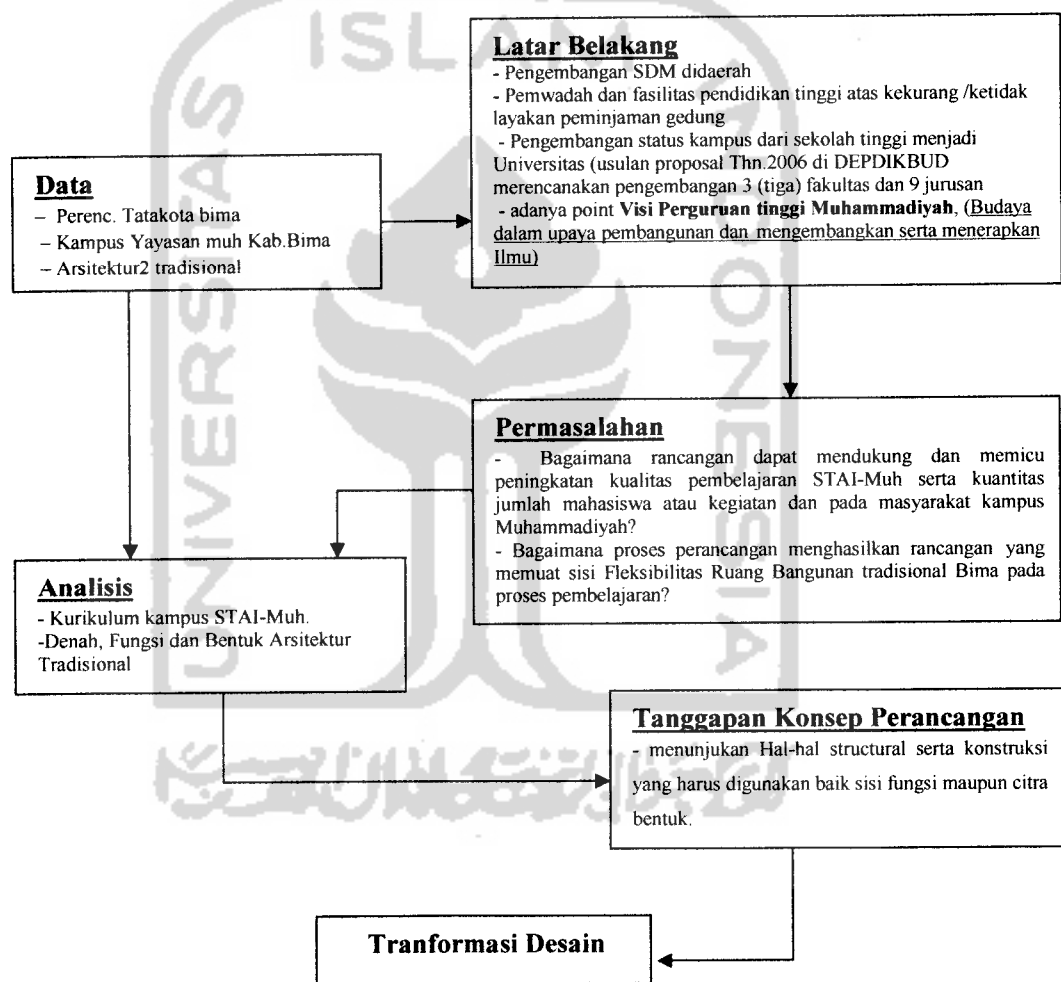 ISLAM
UNIVERSITAS
INDONESIA
Latar Belakang
- Pengembangan SDM didaerah
- Pemwadah dan fasilitas pendidikan tinggi atas kekurang /ketidak
layakan peminjaman gedung
- Pengembangan status kampus dari sekolah tinggi menjadi
Universitas (usulan proposal Thn.2006 di DEPDIKBUD
merencanakan pengembangan 3 (tiga) fakultas dan 9 jurusan
- adanya point Visi Perguruan tinggi Muhammadiyah, (Budaya
dalam upaya pembangunan dan mengembangkan serta menerapkan
Ilmu)
Data
– Perenc. Tatakota bima
– Kampus Yayasan muh Kab.Bima
– Arsitektur2 tradisional
Permasalahan
- Bagaimana rancangan dapat mendukung dan memicu
peningkatan kualitas pembelajaran STAI-Muh serta kuantitas
jumlah mahasiswa atau kegiatan dan pada masyarakat kampus
Muhammadiyah?
- Bagaimana proses perancangan menghasilkan rancangan yang
memuat sisi Fleksibilitas Ruang Bangunan tradisional Bima pada
proses pembelajaran?
Analisis
- Kurikulum kampus STAI-Muh.
-Denah, Fungsi dan Bentuk Arsitektur
Tradisional
Tanggapan Konsep Perancangan
- menunjukan Hal-hal structural serta konstruksi
yang harus digunakan baik sisi fungsi maupun citra
bentuk.
Tranformasi Desain